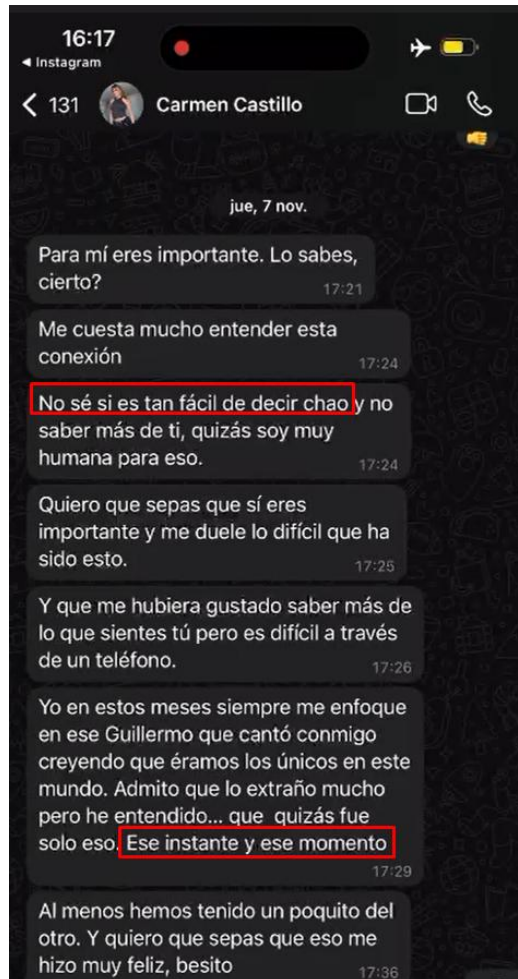 16:17
◀ Instagram
131
Carmen Castillo
jue, 7 nov.
Para mí eres importante. Lo sabes,
cierto?
17:21
Me cuesta mucho entender esta
conexión
17:24
No sé si es tan fácil de decir chao y no
saber más de ti, quizás soy muy
humana para eso.
17:24
Quiero que sepas que sí eres
importante y me duele lo difícil que ha
sido esto.
17:25
Y que me hubiera gustado saber más de
lo que sientes tú pero es difícil a través
de un teléfono.
17:26
Yo en estos meses siempre me enfoque
en ese Guillermo que cantó conmigo
creyendo que éramos los únicos en este
mundo. Admito que lo extraño mucho
pero he entendido... que quizás fue
solo eso. Ese instante y ese momento
17:29
Al menos hemos tenido un poquito del
otro. Y quiero que sepas que eso me
hizo muy feliz, besito
17:36